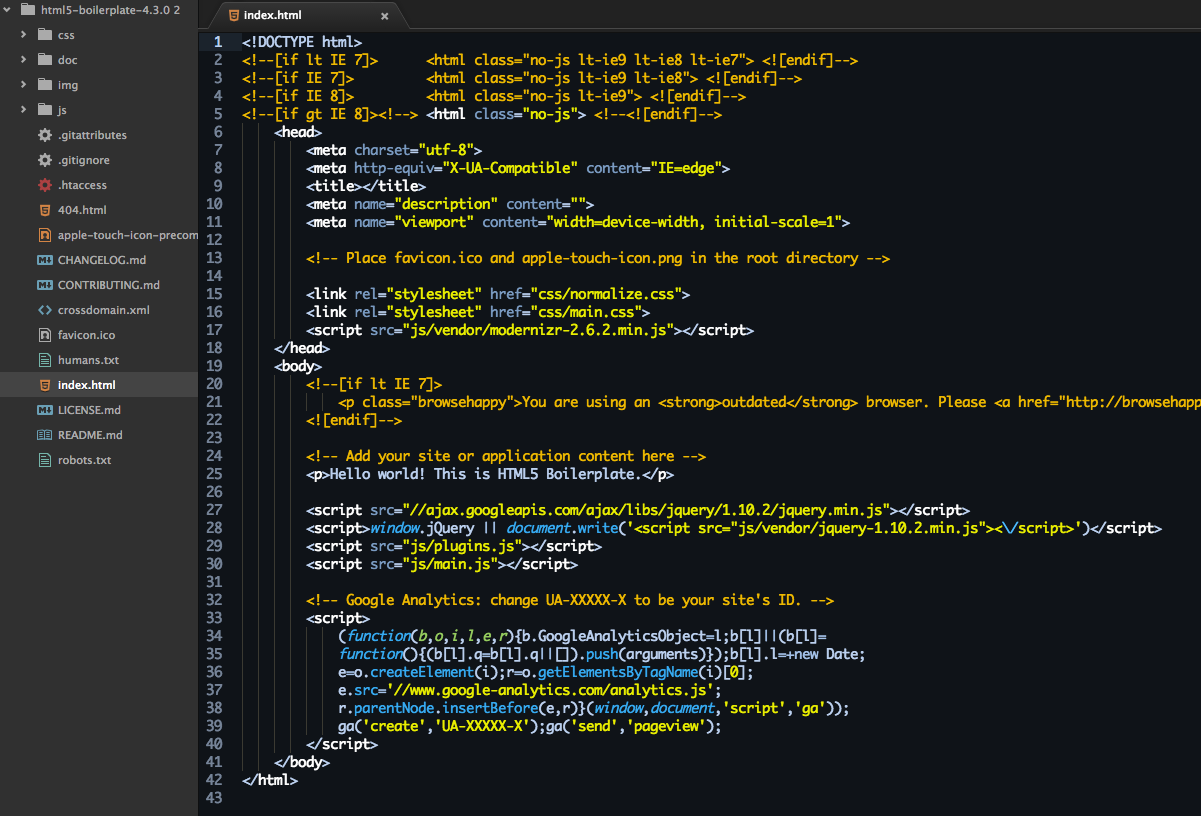 html5-boilerplate-4.3.0 2
css
doc
img
js
.gitattributes
.gitignore
.htaccess
404.html
apple-touch-icon-precom
CHANGELOG.md
CONTRIBUTING.md
crossdomain.xml
favicon.ico
humans.txt
index.html
LICENSE.md
README.md
robots.txt
index.html ×
1 <!DOCTYPE html>
2 <!--[if lt IE 7]>      <html class="no-js lt-ie9 lt-ie8 lt-ie7"> <![endif]-->
3 <!--[if IE 7]>         <html class="no-js lt-ie9 lt-ie8"> <![endif]-->
4 <!--[if IE 8]>         <html class="no-js lt-ie9"> <![endif]-->
5 <!--[if gt IE 8]><!--> <html class="no-js"> <!--<![endif]-->
6     <head>
7         <meta charset="utf-8">
8         <meta http-equiv="X-UA-Compatible" content="IE=edge">
9         <title></title>
10         <meta name="description" content="">
11         <meta name="viewport" content="width=device-width, initial-scale=1">
12
13         <!-- Place favicon.ico and apple-touch-icon.png in the root directory -->
14
15         <link rel="stylesheet" href="css/normalize.css">
16         <link rel="stylesheet" href="css/main.css">
17         <script src="js/vendor/modernizr-2.6.2.min.js"></script>
18     </head>
19     <body>
20         <!--[if lt IE 7]>
21             <p class="browsehappy">You are using an <strong>outdated</strong> browser. Please <a href="http://browsehapp
22         <![endif]-->
23
24         <!-- Add your site or application content here -->
25         <p>Hello world! This is HTML5 Boilerplate.</p>
26
27         <script src="//ajax.googleapis.com/ajax/libs/jquery/1.10.2/jquery.min.js"></script>
28         <script>window.jQuery || document.write('<script src="js/vendor/jquery-1.10.2.min.js"><\/script>')</script>
29         <script src="js/plugins.js"></script>
30         <script src="js/main.js"></script>
31
32         <!-- Google Analytics: change UA-XXXXX-X to be your site's ID. -->
33         <script>
34             (function(b,o,i,l,e,r){b.GoogleAnalyticsObject=l;b[l]||(b[l]=
35             function(){(b[l].q=b[l].q||[]).push(arguments)});b[l].l=+new Date;
36             e=o.createElement(i);r=o.getElementsByTagName(i)[0];
37             e.src='//www.google-analytics.com/analytics.js';
38             r.parentNode.insertBefore(e,r)}(window,document,'script','ga'));
39             ga('create','UA-XXXXX-X');ga('send','pageview');
40         </script>
41     </body>
42 </html>
43